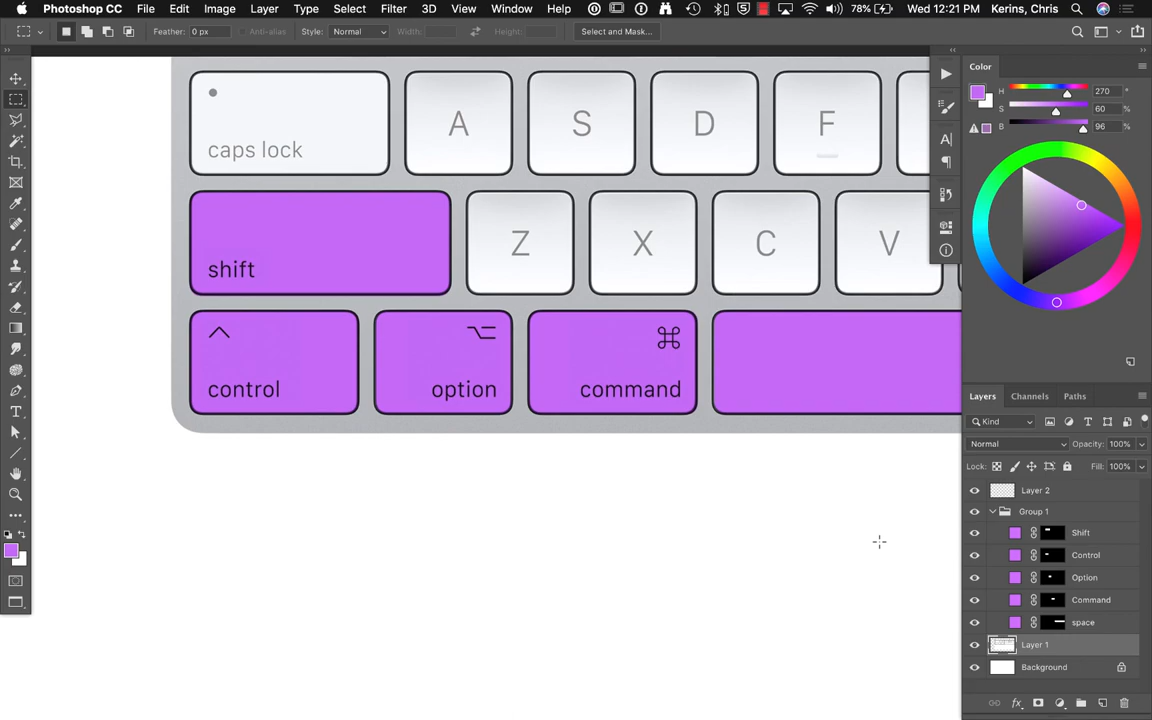 Photoshop CC File Edit Image Layer Type Select Filter 3D View Window Help 78% Wed 12:21 PM Kerins, Chris
Feather: 0 px Anti-alias Style: Normal Width: Height: Select and Mask...
Color
H 270 °
S 60 %
B 96 %
caps lock A S D F
shift Z X C V
control option command
Layers Channels Paths
Kind
Normal Opacity: 100%
Lock: Fill: 100%
Layer 2
Group 1
Shift
Control
Option
Command
space
Layer 1
Background
fx